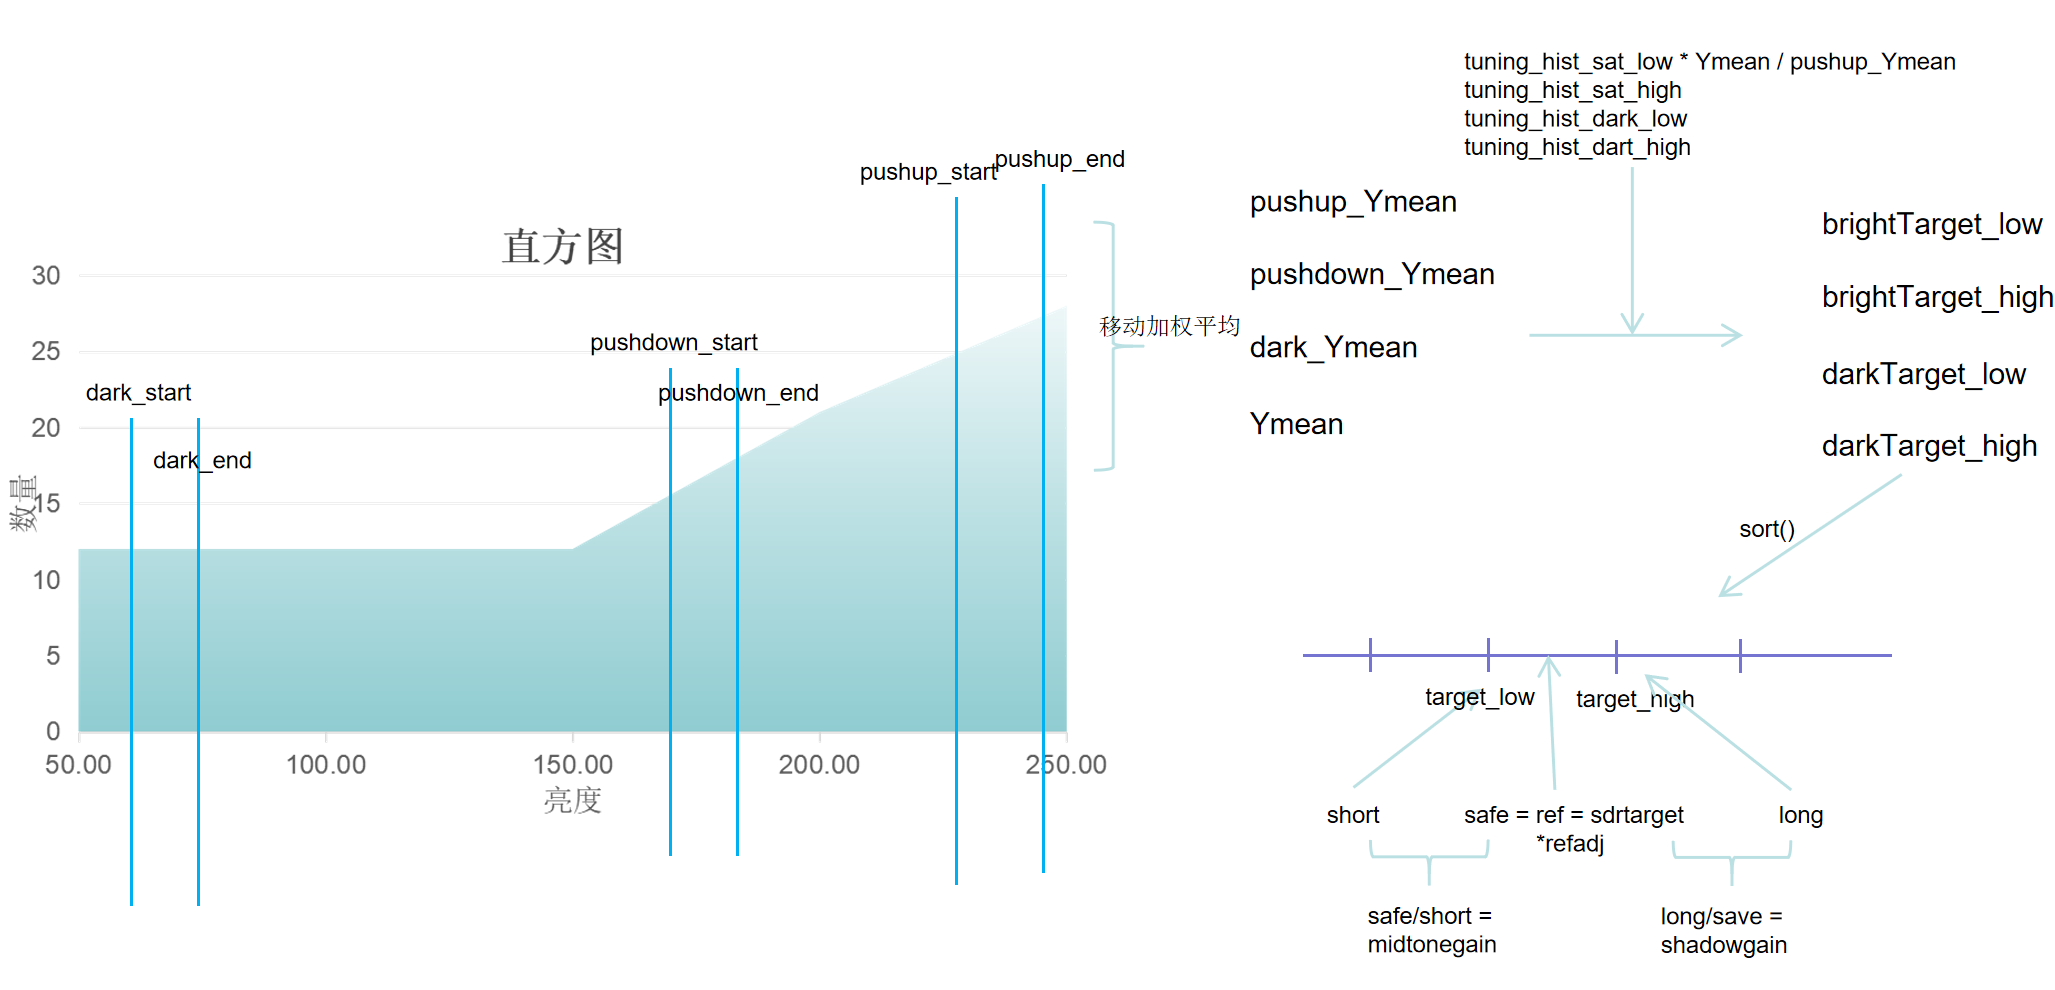 直方图
数量
30
25
20
15
10
5
0
50.00
100.00
150.00
200.00
250.00
亮度
dark_start
dark_end
pushdown_start
pushdown_end
pushup_start
pushup_end
移动加权平均
pushup_Ymean
pushdown_Ymean
dark_Ymean
Ymean
tuning_hist_sat_low * Ymean / pushup_Ymean
tuning_hist_sat_high
tuning_hist_dark_low
tuning_hist_dart_high
brightTarget_low
brightTarget_high
darkTarget_low
darkTarget_high
sort()
target_low
target_high
short
safe = ref = sdrtarget
*refadj
long
safe/short =
midtonegain
long/save =
shadowgain